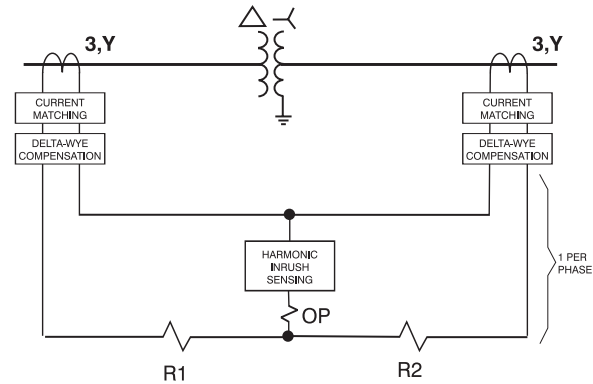 3,Y
3,Y
CURRENT
MATCHING
CURRENT
MATCHING
DELTA-WYE
COMPENSATION
DELTA-WYE
COMPENSATION
HARMONIC
INRUSH
SENSING
1 PER
PHASE
OP
R1
R2